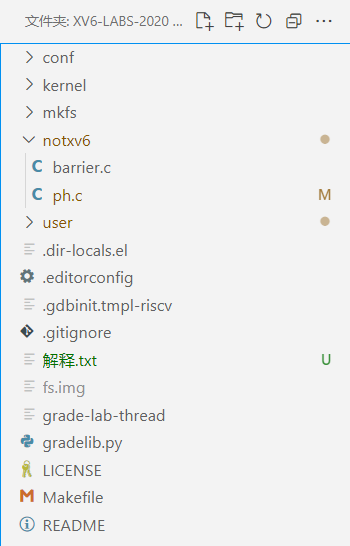 文件夹: XV6-LABS-2020 ...
conf
kernel
mkfs
notxv6
C barrier.c
C ph.c M
user
.dir-locals.el
.editorconfig
.gdbinit.tmpl-riscv
.gitignore
解释.txt U
fs.img
grade-lab-thread
gradelib.py
LICENSE
M Makefile
README